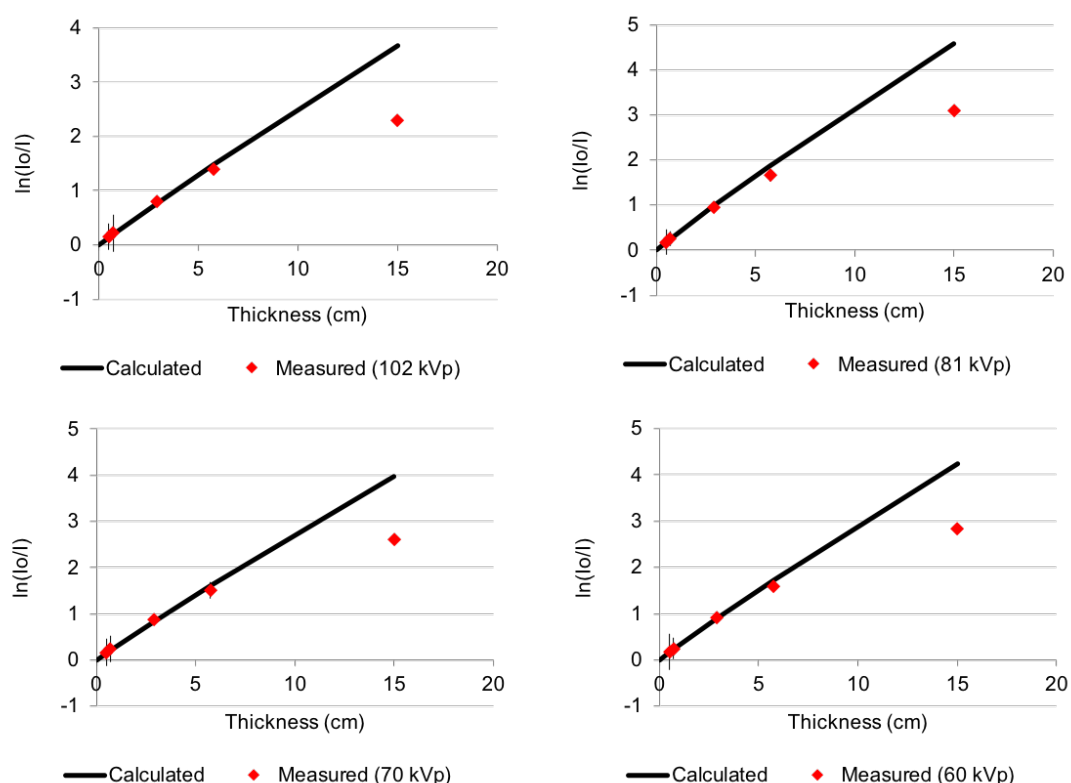 4
3
2
1
0
-1
ln(Io/I)
0 5 10 15 20
Thickness (cm)
Calculated Measured (102 kVp)
5
4
3
2
1
0
-1
ln(Io/I)
0 5 10 15 20
Thickness (cm)
Calculated Measured (81 kVp)
5
4
3
2
1
0
-1
ln(Io/I)
0 5 10 15 20
Thickness (cm)
Calculated Measured (70 kVp)
5
4
3
2
1
0
-1
ln(Io/I)
0 5 10 15 20
Thickness (cm)
Calculated Measured (60 kVp)